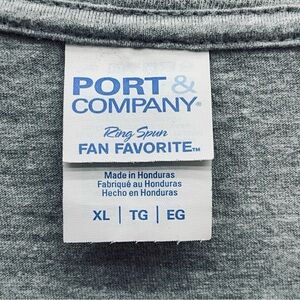 PORT &
COMPANY®
Ring Spun
FAN FAVORITE™
Made in Honduras
Fabriqué au Honduras
Hecho en Honduras
XL | TG | EG